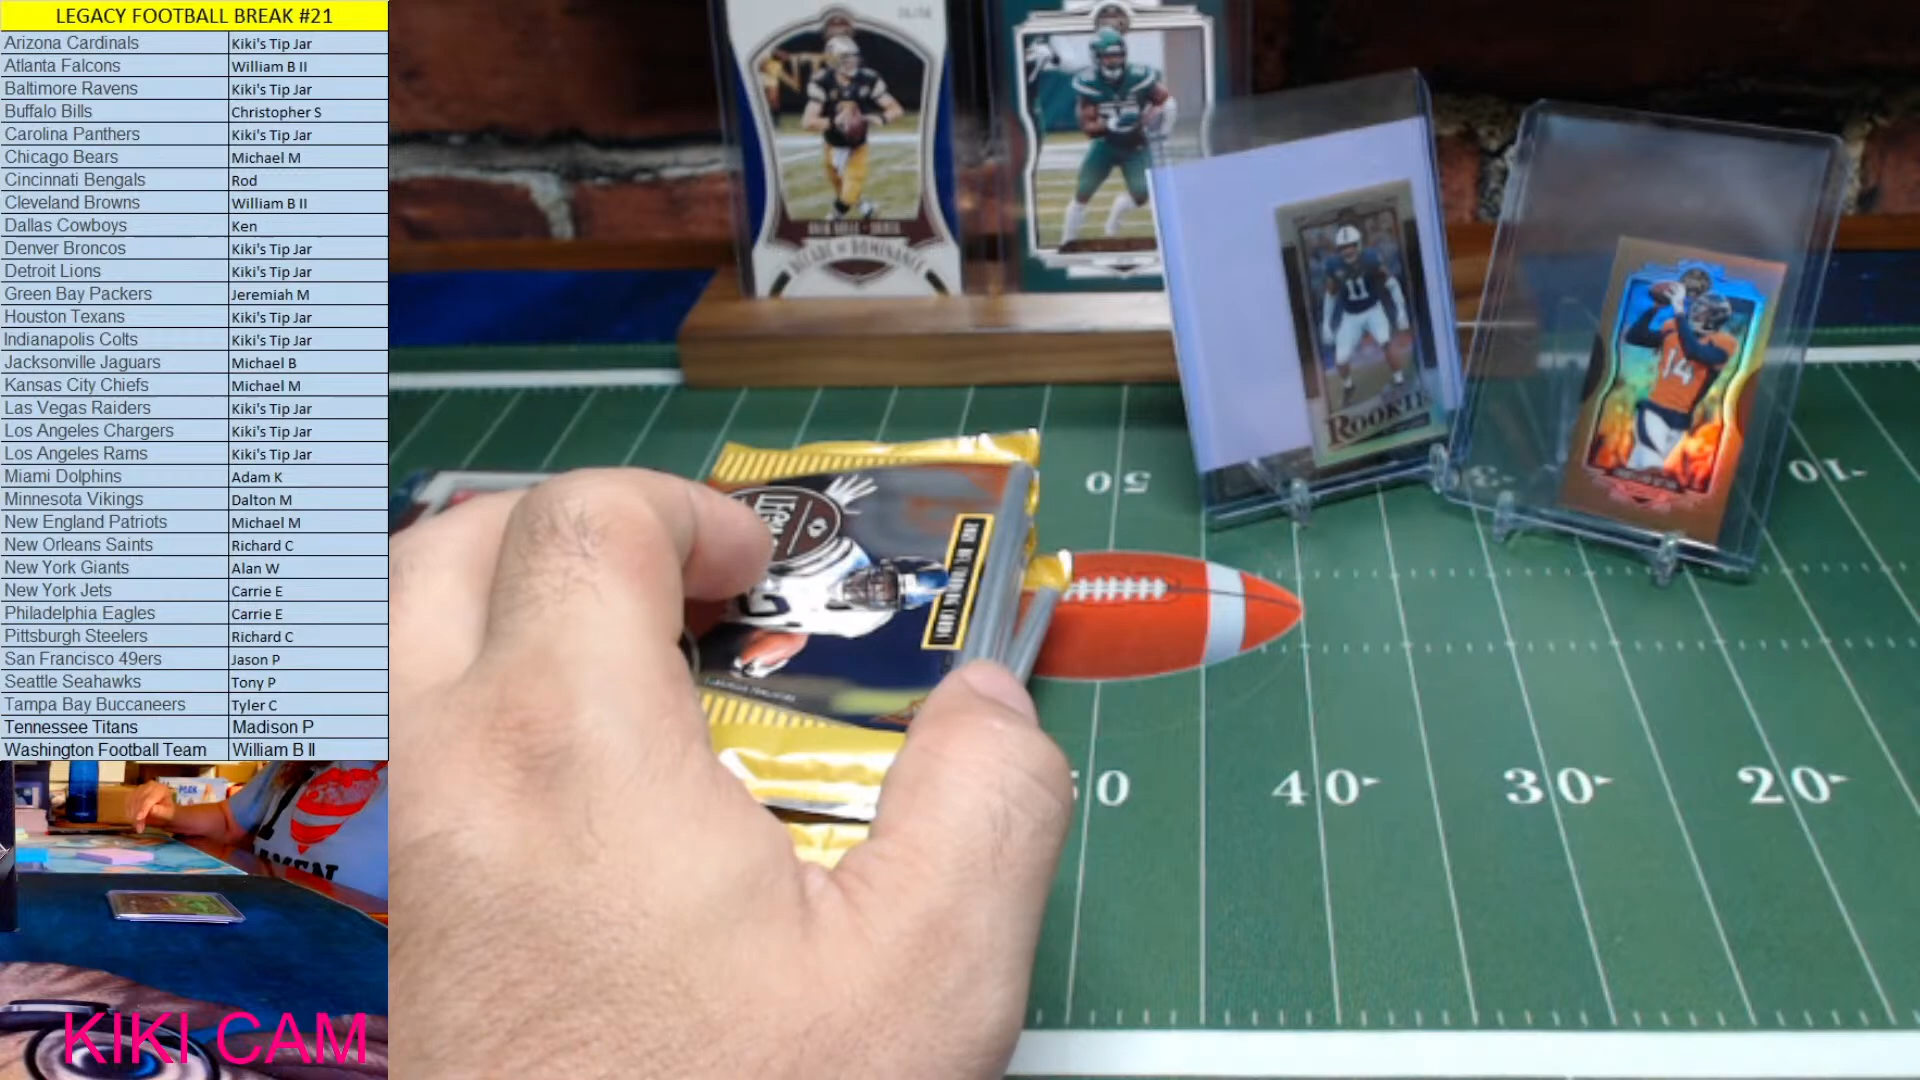 LEGACY FOOTBALL BREAK #21
Arizona Cardinals Kiki's Tip Jar
Atlanta Falcons William B II
Baltimore Ravens Kiki's Tip Jar
Buffalo Bills Christopher S
Carolina Panthers Kiki's Tip Jar
Chicago Bears Michael M
Cincinnati Bengals Rod
Cleveland Browns William B II
Dallas Cowboys Ken
Denver Broncos Kiki's Tip Jar
Detroit Lions Kiki's Tip Jar
Green Bay Packers Jeremiah M
Houston Texans Kiki's Tip Jar
Indianapolis Colts Kiki's Tip Jar
Jacksonville Jaguars Michael B
Kansas City Chiefs Michael M
Las Vegas Raiders Kiki's Tip Jar
Los Angeles Chargers Kiki's Tip Jar
Los Angeles Rams Kiki's Tip Jar
Miami Dolphins Adam K
Minnesota Vikings Dalton M
New England Patriots Michael M
New Orleans Saints Richard C
New York Giants Alan W
New York Jets Carrie E
Philadelphia Eagles Carrie E
Pittsburgh Steelers Richard C
San Francisco 49ers Jason P
Seattle Seahawks Tony P
Tampa Bay Buccaneers Tyler C
Tennessee Titans Madison P
Washington Football Team William B II
KIKI CAM
DECADE OF DOMINANCE
11
ROOKIE
14
50
10
50 40 30 20